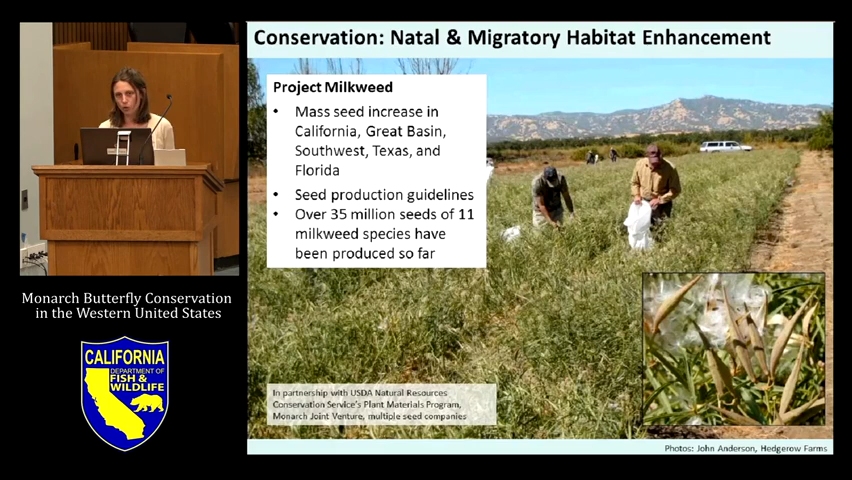 Conservation: Natal & Migratory Habitat Enhancement
Project Milkweed
• Mass seed increase in
California, Great Basin,
Southwest, Texas, and
Florida
• Seed production guidelines
• Over 35 million seeds of 11
milkweed species have
been produced so far
In partnership with USDA Natural Resources
Conservation Service's Plant Materials Program,
Monarch Joint Venture, multiple seed companies
Photos: John Anderson, Hedgerow Farms
Monarch Butterfly Conservation
in the Western United States
CALIFORNIA
DEPARTMENT OF
FISH &
WILDLIFE